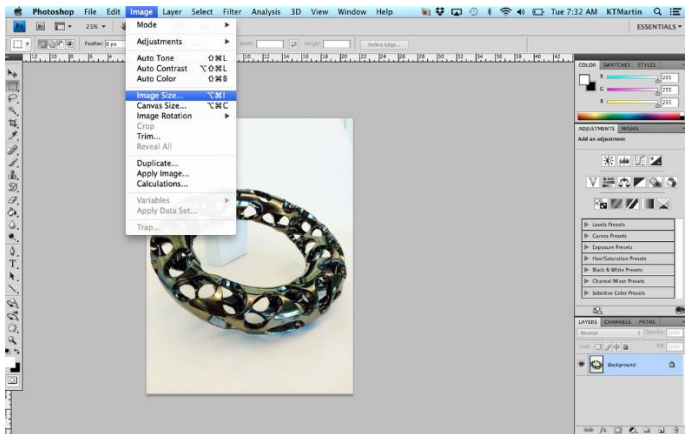 Photoshop File Edit Image Layer Select Filter Analysis 3D View Window Help Tue 7:32 AM KTMartin
25% ESSENTIALS
Feather: 0 px Width: Height: Refine Edge...
Mode
Adjustments
Auto Tone ⇧⌘L
Auto Contrast ⌥⇧⌘L
Auto Color ⇧⌘B
Image Size... ⌥⌘I
Canvas Size... ⌥⌘C
Image Rotation
Crop
Trim...
Reveal All
Duplicate...
Apply Image...
Calculations...
Variables
Apply Data Set...
Trap...
COLOR SWATCHES STYLES
R 255
G 255
B 255
ADJUSTMENTS MASKS
Add an adjustment
Levels Presets
Curves Presets
Exposure Presets
Hue/Saturation Presets
Black & White Presets
Channel Mixer Presets
Selective Color Presets
LAYERS CHANNELS PATHS
Normal Opacity:
Lock: Fill:
Background